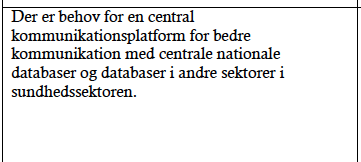 Der er behov for en central
kommunikationsplatform for bedre
kommunikation med centrale nationale
databaser og databaser i andre sektorer i
sundhedssektoren.